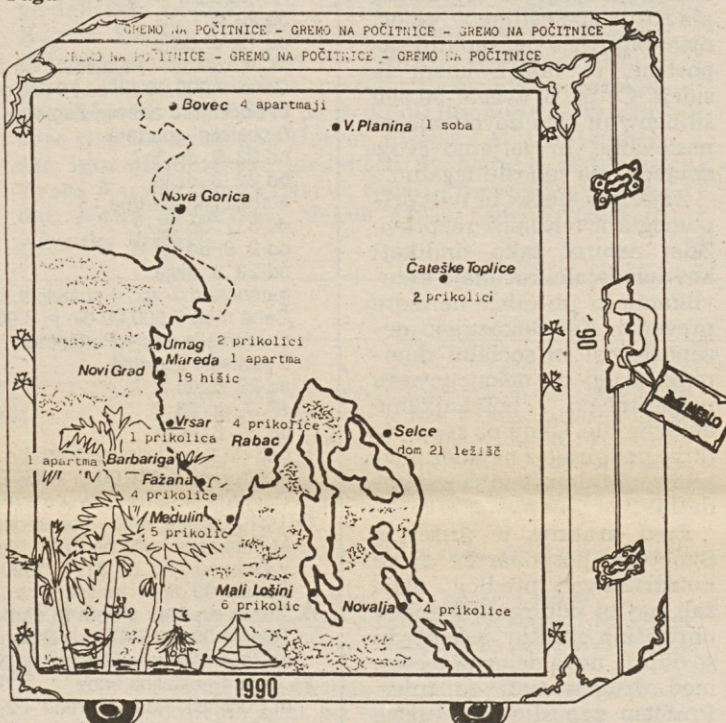 GREMO NA POČITNICE - GREMO NA POČITNICE - GREMO NA POČITNICE
GREMO NA POČITNICE - GREMO NA POČITNICE - GREMO NA POČITNICE
Bovec 4 apartmaji
V. Planina 1 soba
Nova Gorica
Čateške Toplice
2 prikolici
Umag 2 prikolici
Mareda 1 apartma
Novi Grad
19 hišic
Vrsar
1 prikolica
4 prikolice
Rabac
Selce
dom 21 ležišč
1 apartma Barbariga
Fažana
4 prikolice
Medulin
5 prikolic
Mali Lošinj
6 prikolic
Novalja 4 prikolice
1990
90